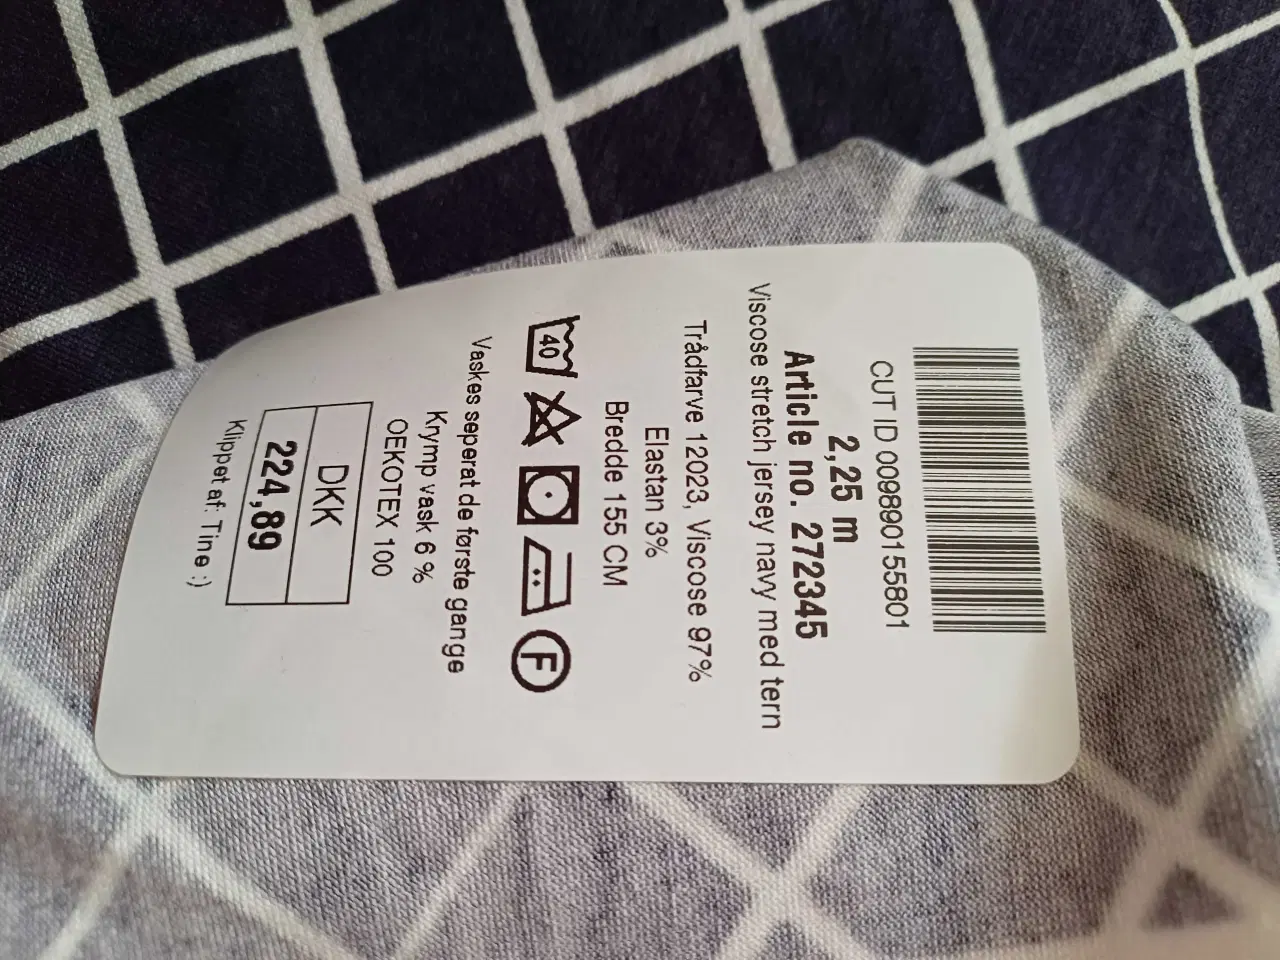 CUT ID 009890155801
2,25 m
Article no. 272345
Viscose stretch jersey navy med tern
Trådfarve 12023, Viscose 97%
Elastan 3%
Bredde 155 CM
40
F
Vaskes seperat de første gange
Krymp vask 6 %
OEKOTEX 100
DKK
224,89
Klippet af: Tine :)